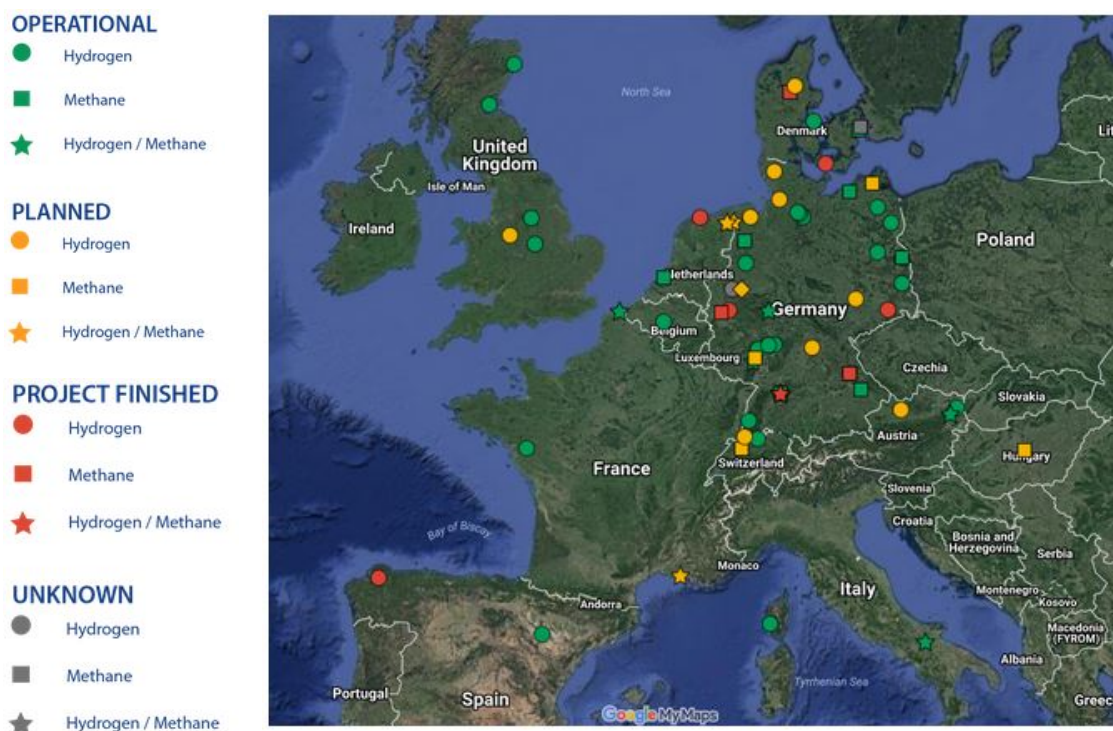 OPERATIONAL
Hydrogen
Methane
Hydrogen / Methane
PLANNED
Hydrogen
Methane
Hydrogen / Methane
PROJECT FINISHED
Hydrogen
Methane
Hydrogen / Methane
UNKNOWN
Hydrogen
Methane
Hydrogen / Methane
North Sea
Denmark
United
Kingdom
Isle of Man
Ireland
Poland
Netherlands
Germany
Belgium
Luxembourg
Czechia
Slovakia
Austria
Hungary
France
Switzerland
Slovenia
Croatia
Bay of Biscay
Bosnia and
Herzegovina
Serbia
Monaco
Italy
Montenegro
Kosovo
Andorra
Macedonia
(FYROM)
Albania
Portugal
Spain
Tyrrhenian Sea
Greec
Google My Maps